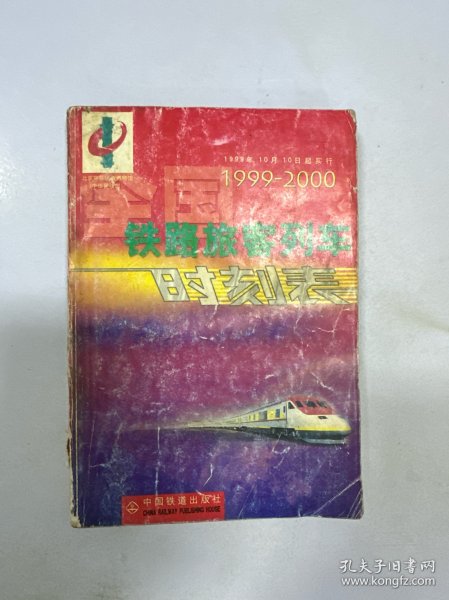 1999年10月10日起实行
1999-2000
全国
铁路旅客列车
时刻表
中国铁道出版社
CHINA RAILWAY PUBLISHING HOUSE
孔夫子旧书网
www.kongfz.com